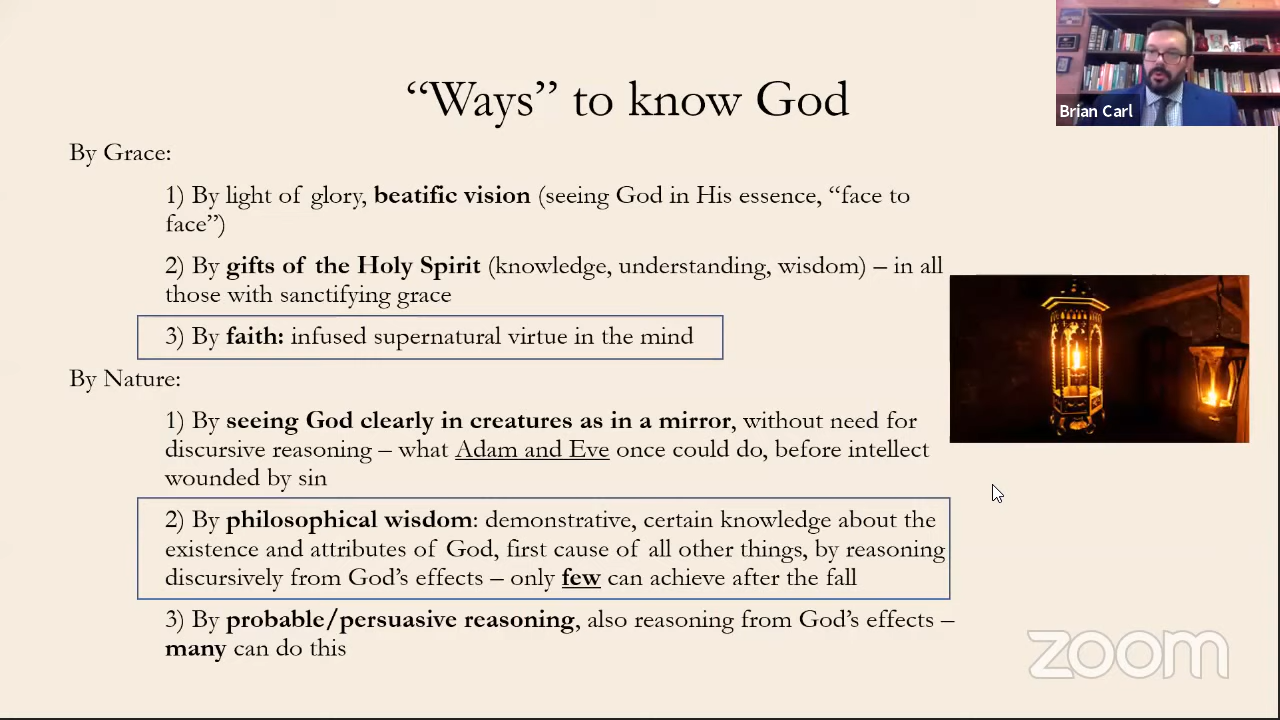 “Ways” to know God
Brian Carl
By Grace:
1) By light of glory, beatific vision (seeing God in His essence, “face to
face”)
2) By gifts of the Holy Spirit (knowledge, understanding, wisdom) – in all
those with sanctifying grace
3) By faith: infused supernatural virtue in the mind
By Nature:
1) By seeing God clearly in creatures as in a mirror, without need for
discursive reasoning – what Adam and Eve once could do, before intellect
wounded by sin
2) By philosophical wisdom: demonstrative, certain knowledge about the
existence and attributes of God, first cause of all other things, by reasoning
discursively from God’s effects – only few can achieve after the fall
3) By probable/persuasive reasoning, also reasoning from God’s effects –
many can do this
zoom